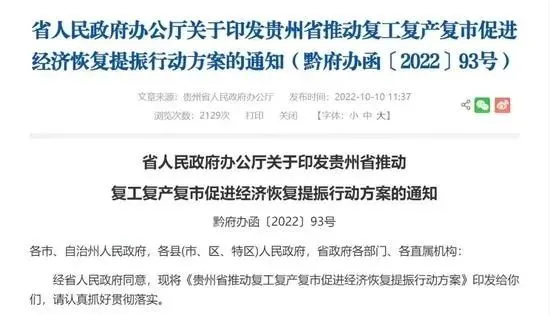 省人民政府办公厅关于印发贵州省推动复工复产复市促进
经济恢复提振行动方案的通知（黔府办函〔2022〕93号）
文章来源：贵州省人民政府办公厅 发布时间：2022-10-10 11:37
浏览次数：2129次 打印 关闭 【字体：小 中 大】
省人民政府办公厅关于印发贵州省推动
复工复产复市促进经济恢复提振行动方案的通知
黔府办函〔2022〕93号
各市、自治州人民政府，各县(市、区、特区)人民政府，省政府各部门、各直属机构：
经省人民政府同意，现将《贵州省推动复工复产复市促进经济恢复提振行动方案》印发给你
们，请认真抓好贯彻落实。